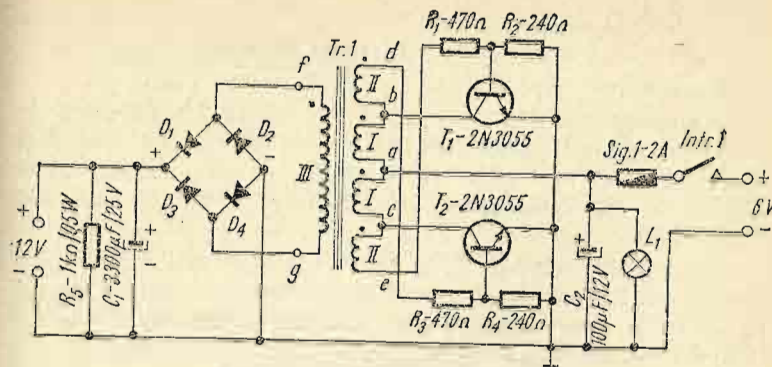 R₁-470Ω R₂-240Ω
Tr.1
f
d
II
b
D₁
D₂
I
T₁-2N3055
a
Sig.1-2A
Intr.1
+
-
III
+
+
I
T₂-2N3055
6V
D₃
D₄
c
12V
II
+
L₁
-
R₅-1kΩ/0,5W
C₁-3300μF/25V
-
g
e
C₂
100μF/12V
-
R₃-470Ω R₄-240Ω